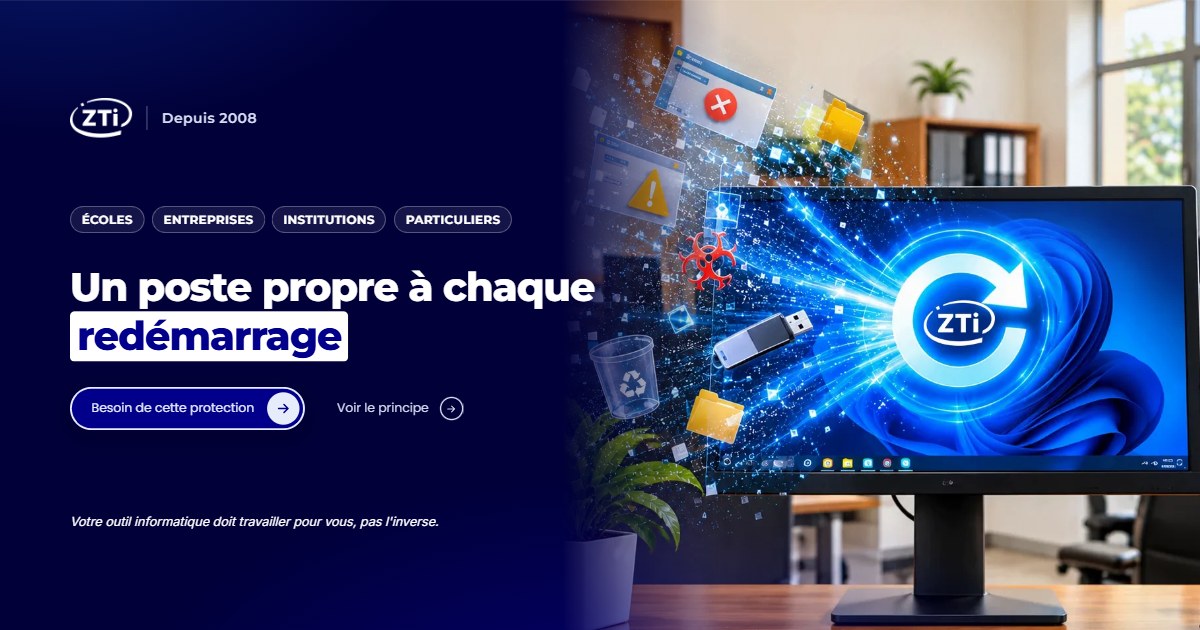 ZTi
Depuis 2008
ÉCOLES
ENTREPRISES
INSTITUTIONS
PARTICULIERS
Un poste propre à chaque
redémarrage
Besoin de cette protection
Voir le principe
Votre outil informatique doit travailler pour vous, pas l'inverse.
ZTi